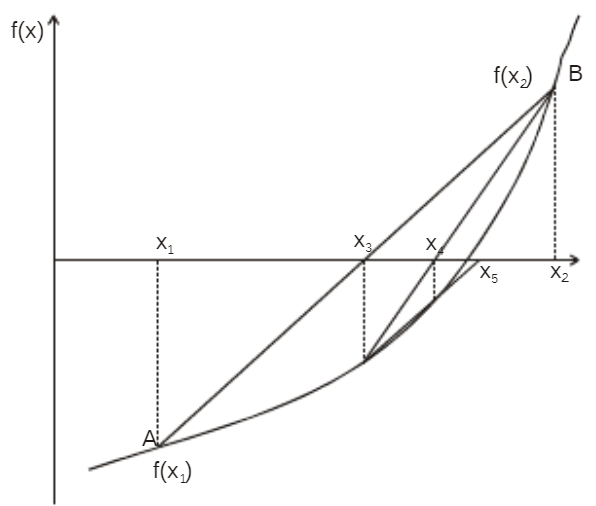 f(x)
f(x₂) B
x₁ x₃ x₄
x₅ x₂
A
f(x₁)